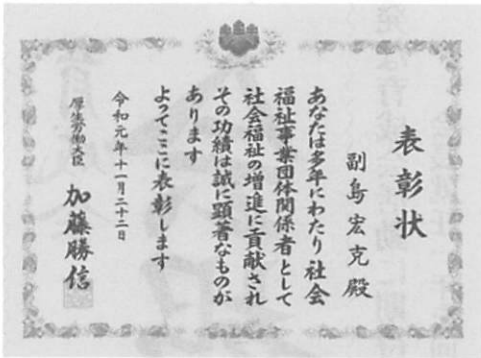 表彰状
副島宏克殿
あなたは多年にわたり社会
福祉事業団体関係者として
社会福祉の増進に貢献され
その功績は誠に顕著なものが
あります
よってここに表彰します
令和元年十一月二十二日
厚生労働大臣
加藤勝信